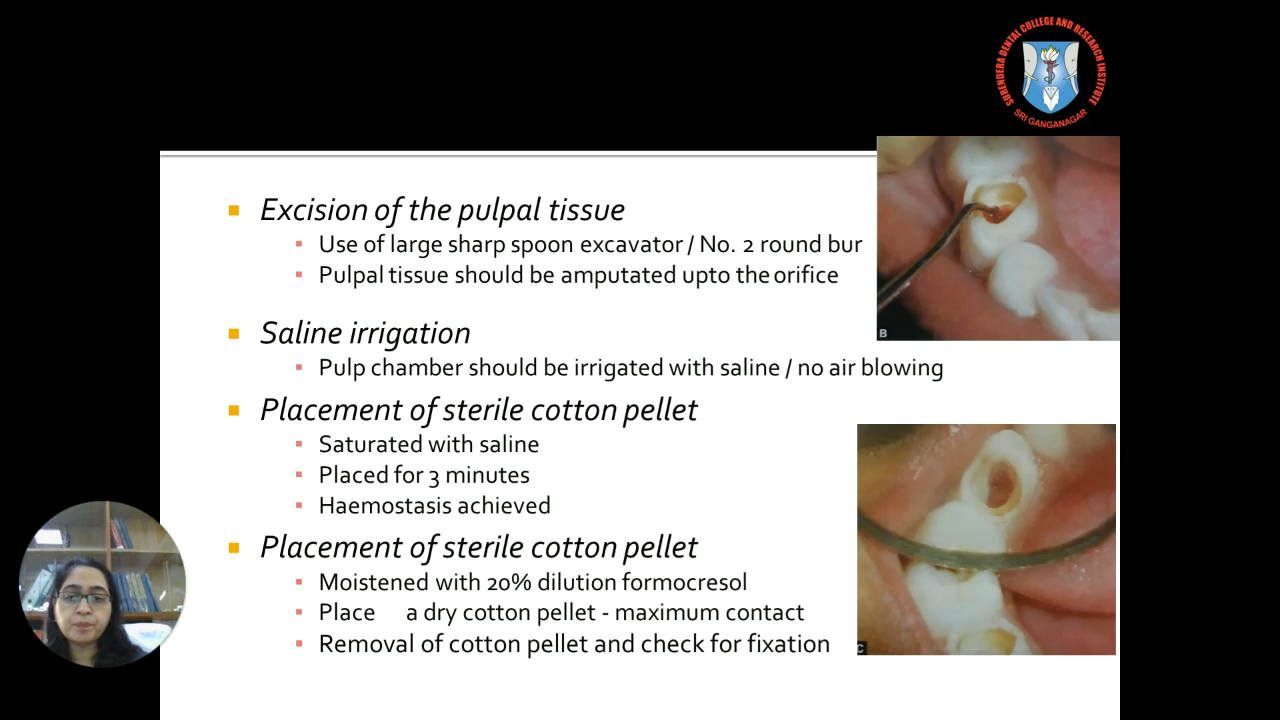 SURENDERA DENTAL COLLEGE AND RESEARCH INSTITUTE
SRI GANGANAGAR
Excision of the pulpal tissue
Use of large sharp spoon excavator / No. 2 round bur
Pulpal tissue should be amputated upto the orifice
B
Saline irrigation
Pulp chamber should be irrigated with saline / no air blowing
Placement of sterile cotton pellet
Saturated with saline
Placed for 3 minutes
Haemostasis achieved
Placement of sterile cotton pellet
Moistened with 20% dilution formocresol
Place a dry cotton pellet - maximum contact
Removal of cotton pellet and check for fixation
C